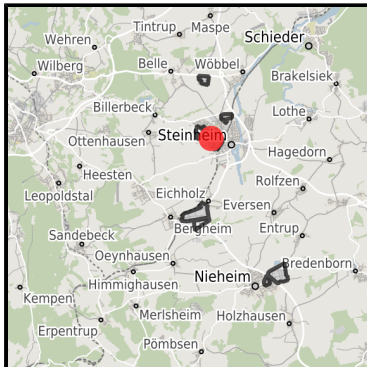 Maspe
Tintrup
Schieder
Wehren
Belle
Wöbbel
Wilberg
Brakelsiek
Billerbeck
Lothe
Steinheim
Ottenhausen
Hagedorn
Heesten
Rolfzen
Leopoldstal
Eichholz
Eversen
Bergheim
Entrup
Sandebeck
Oeynhausen
Bredenborn
Nieheim
Himmighausen
Kempen
Merlsheim
Holzhausen
Erpentrup
Pömbsen